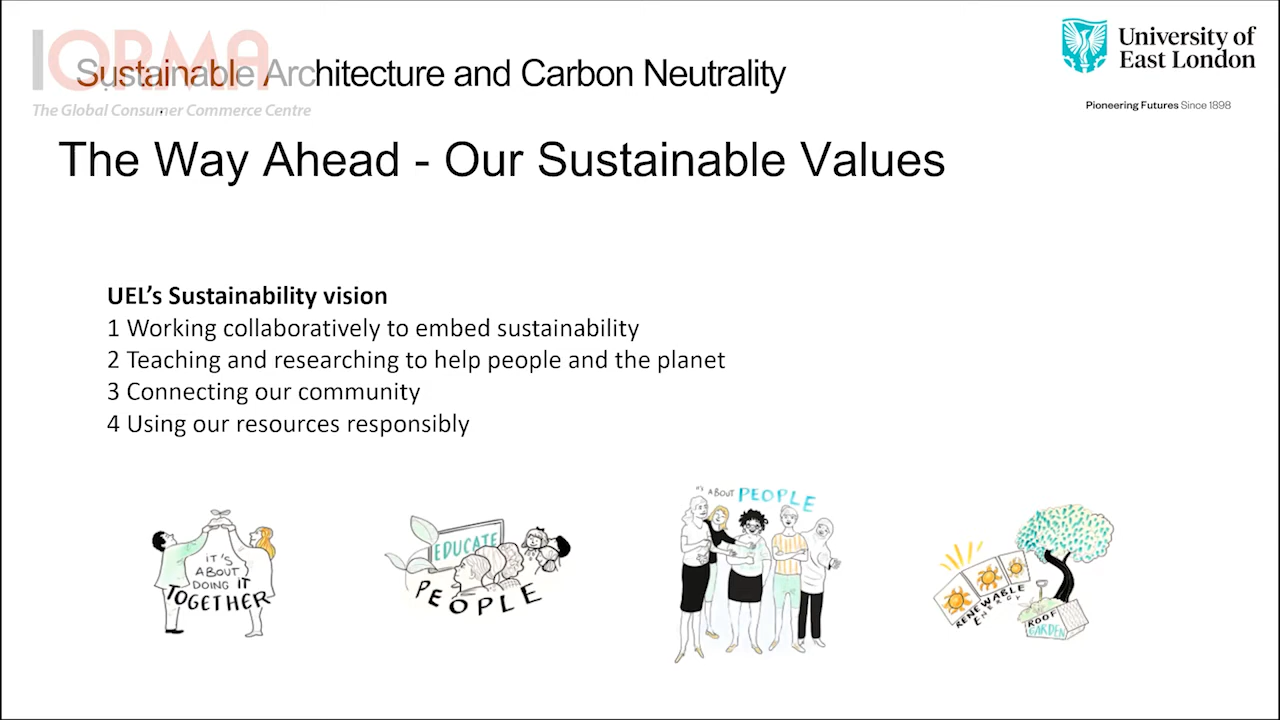 IORMA
The Global Consumer Commerce Centre
Sustainable Architecture and Carbon Neutrality
University of
East London
Pioneering Futures Since 1898
The Way Ahead - Our Sustainable Values
UEL's Sustainability vision
1 Working collaboratively to embed sustainability
2 Teaching and researching to help people and the planet
3 Connecting our community
4 Using our resources responsibly
IT'S
ABOUT
DOING IT
TOGETHER
EDUCATE
PEOPLE
IT'S ABOUT PEOPLE
RENEWABLE
ENERGY
ROOF
GARDEN